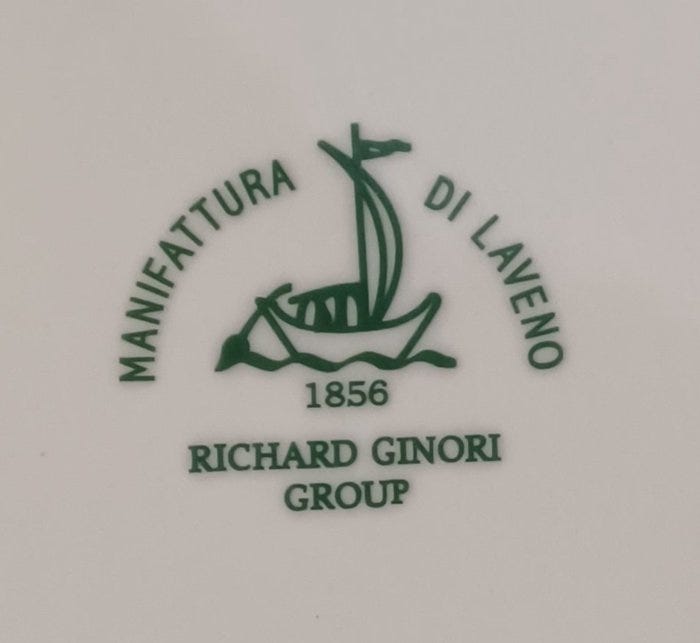 MANIFATTURA DI LAVENO
1856
RICHARD GINORI
GROUP